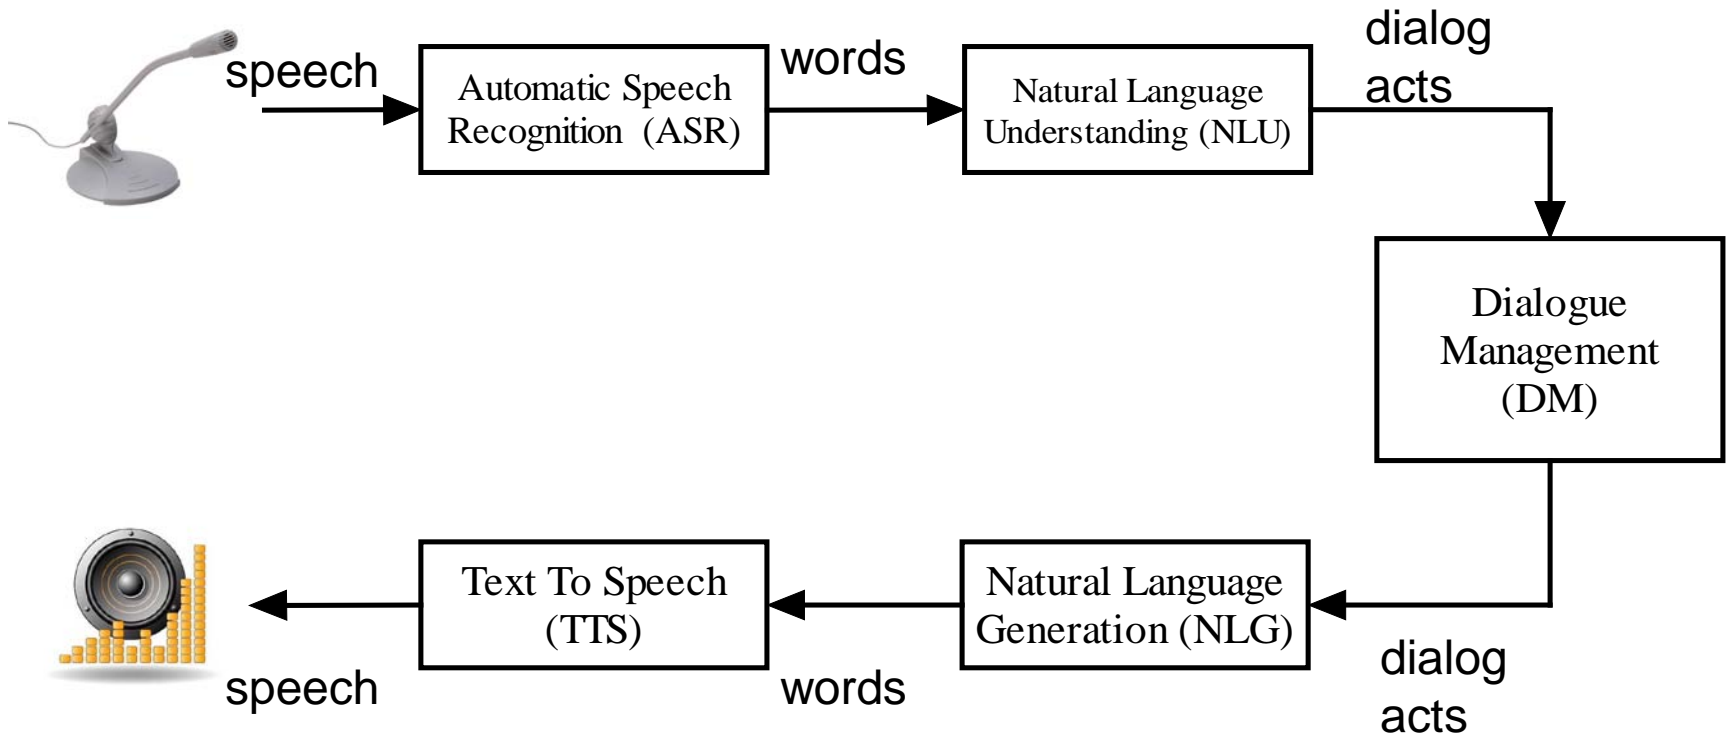 speech
Automatic Speech
Recognition (ASR)
words
Natural Language
Understanding (NLU)
dialog
acts
Dialogue
Management
(DM)
dialog
acts
Natural Language
Generation (NLG)
words
Text To Speech
(TTS)
speech